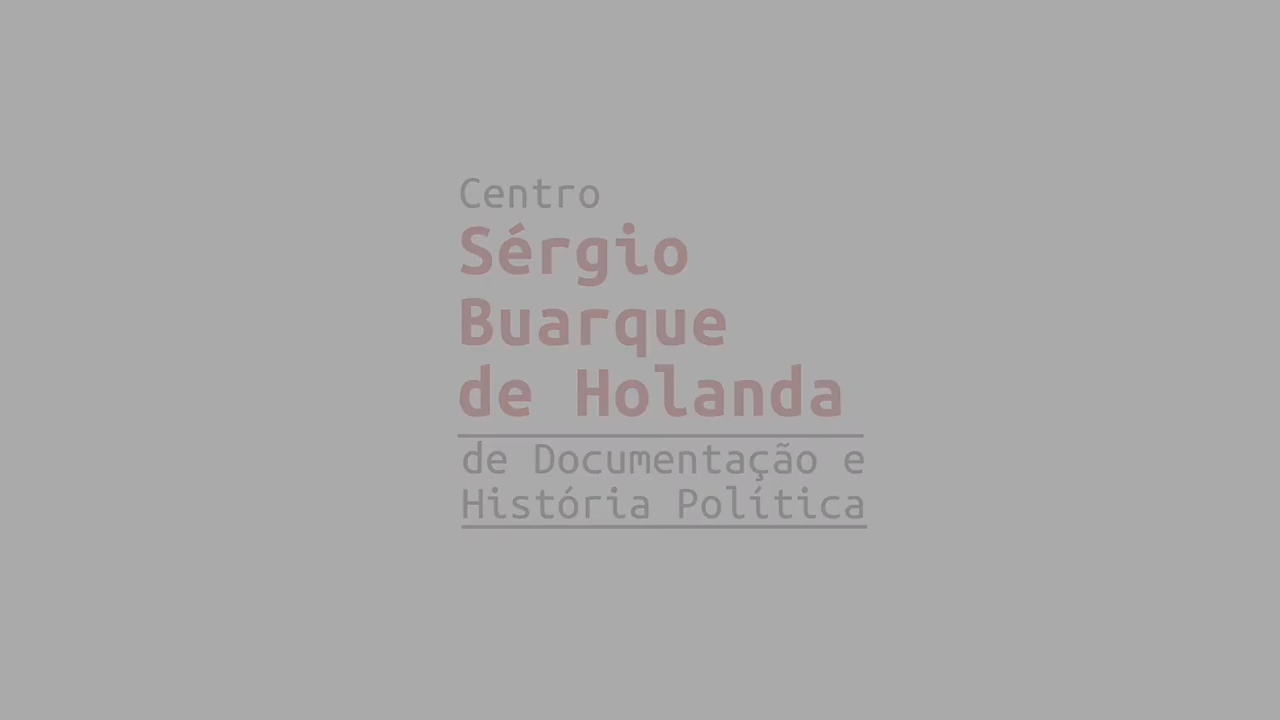 Centro
Sérgio
Buarque
de Holanda
de Documentação e
História Política